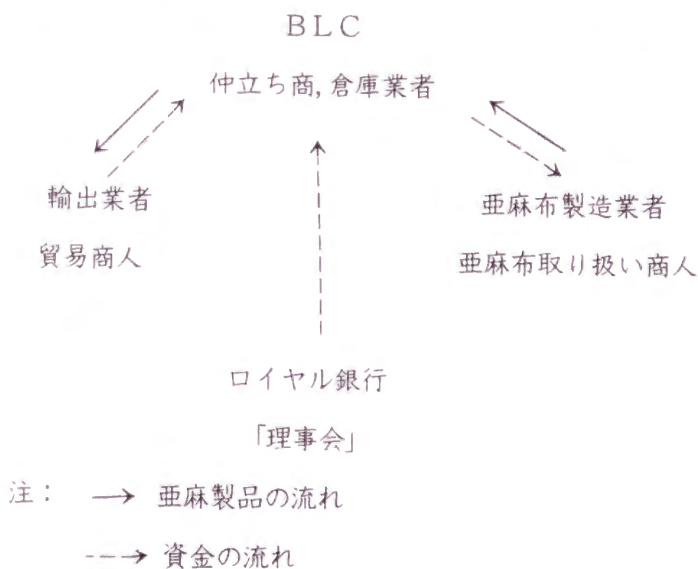 BLC
仲立ち商,倉庫業者
輸出業者
貿易商人
亜麻布製造業者
亜麻布取り扱い商人
ロイヤル銀行
「理事会」
注: → 亜麻製品の流れ
--→ 資金の流れ